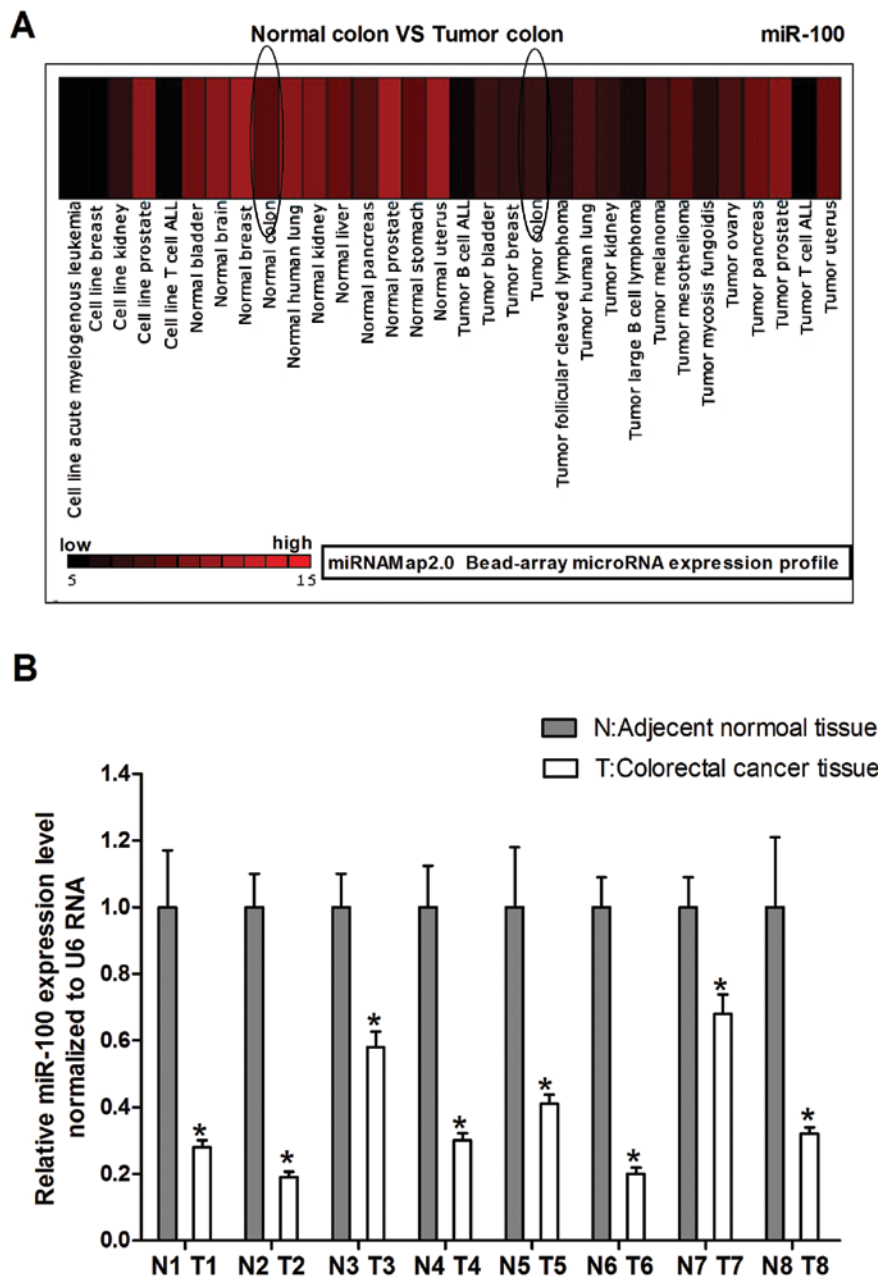 A
Normal colon VS Tumor colon
miR-100
Cell line acute myelogenous leukemia
Cell line breast
Cell line kidney
Cell line prostate
Cell line T cell ALL
Normal bladder
Normal brain
Normal breast
Normal colon
Normal human lung
Normal kidney
Normal liver
Normal pancreas
Normal prostate
Normal stomach
Normal uterus
Tumor B cell ALL
Tumor bladder
Tumor breast
Tumor colon
Tumor follicular cleaved lymphoma
Tumor human lung
Tumor kidney
Tumor large B cell lymphoma
Tumor melanoma
Tumor mesothelioma
Tumor mycosis fungoidis
Tumor ovary
Tumor pancreas
Tumor prostate
Tumor T cell ALL
Tumor uterus
low
high
5
15
miRNAMap2.0 Bead-array microRNA expression profile
B
N:Adjecent normoal tissue
T:Colorectal cancer tissue
Relative miR-100 expression level
normalized to U6 RNA
1.4
1.2
1.0
0.8
0.6
0.4
0.2
0.0
* * * * * * * *
N1 T1 N2 T2 N3 T3 N4 T4 N5 T5 N6 T6 N7 T7 N8 T8